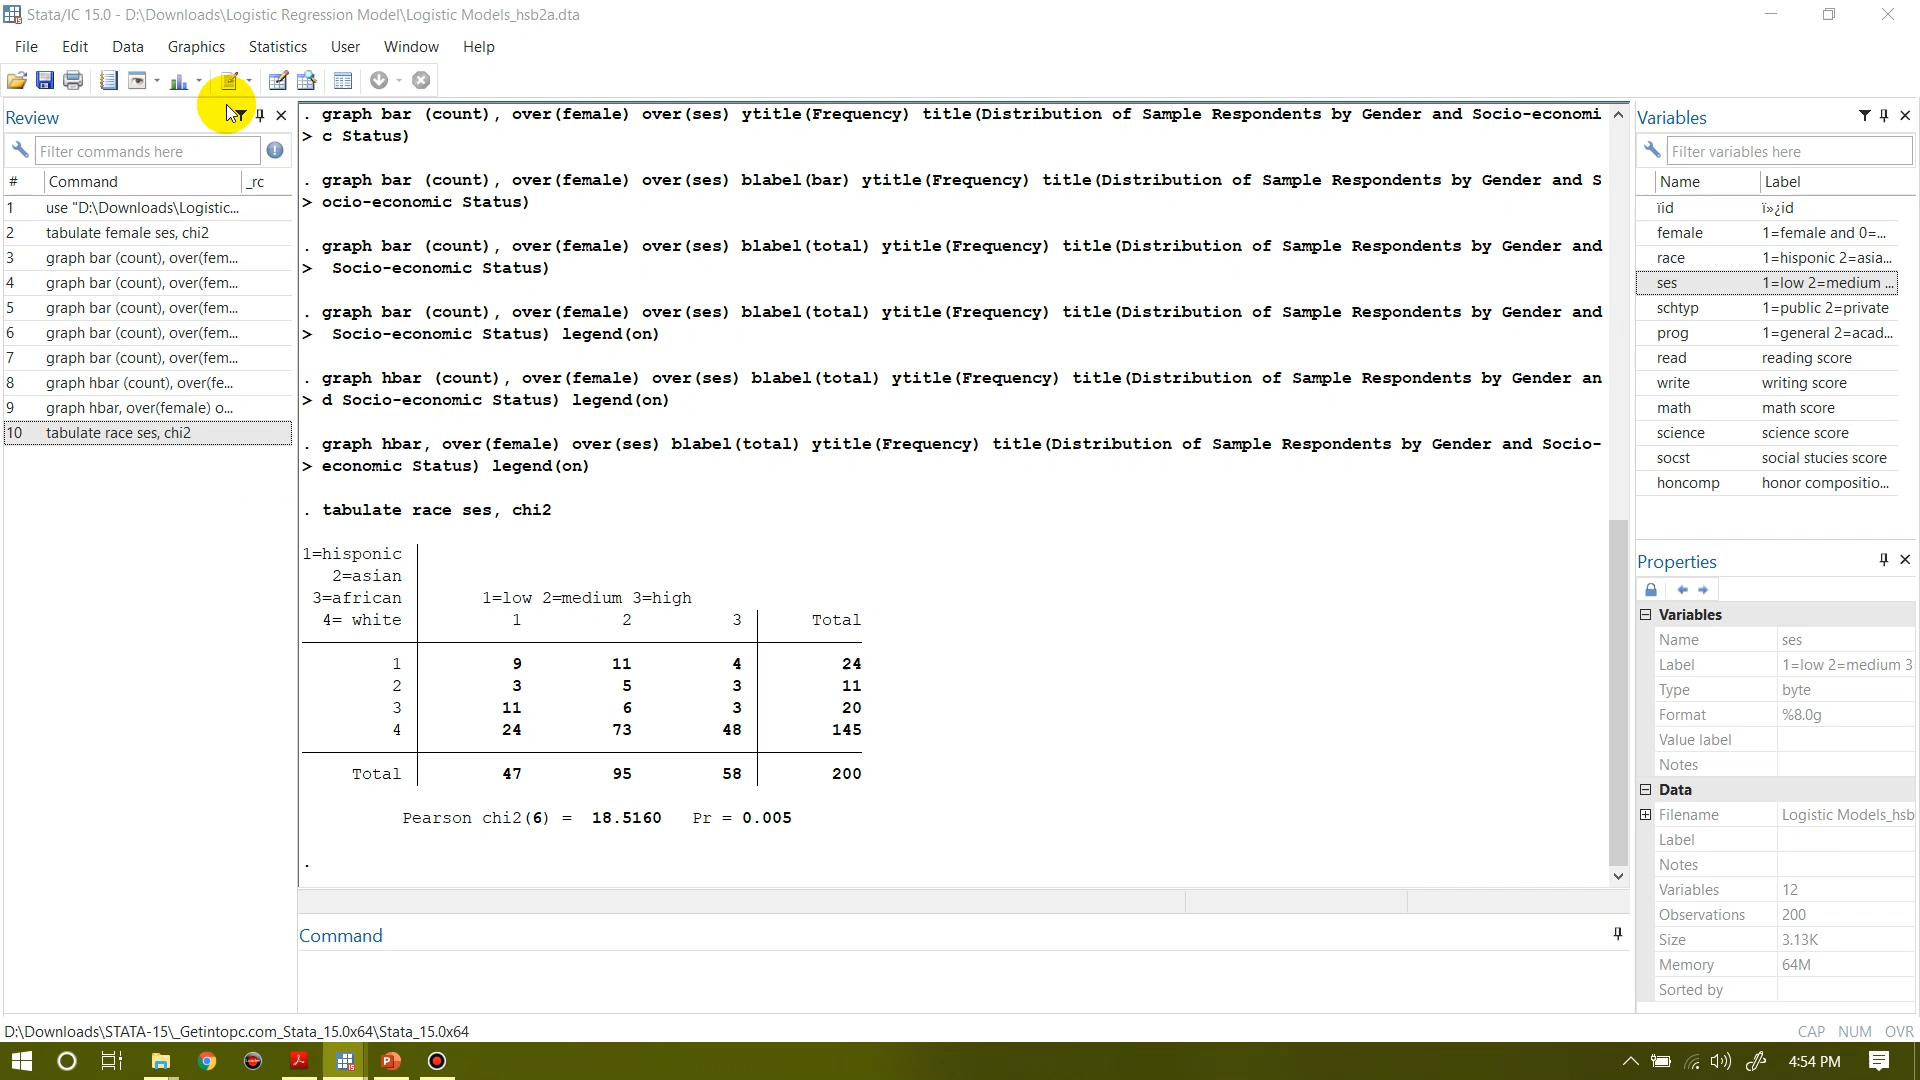 Stata/IC 15.0 - D:\Downloads\Logistic Regression Model\Logistic Models_hsb2a.dta
File Edit Data Graphics Statistics User Window Help
Review
Filter commands here
# Command _rc
1 use "D:\Downloads\Logistic...
2 tabulate female ses, chi2
3 graph bar (count), over(fem...
4 graph bar (count), over(fem...
5 graph bar (count), over(fem...
6 graph bar (count), over(fem...
7 graph bar (count), over(fem...
8 graph hbar (count), over(fe...
9 graph hbar, over(female) o...
10 tabulate race ses, chi2
. graph bar (count), over(female) over(ses) ytitle(Frequency) title(Distribution of Sample Respondents by Gender and Socio-economi
> c Status)
. graph bar (count), over(female) over(ses) blabel(bar) ytitle(Frequency) title(Distribution of Sample Respondents by Gender and S
> ocio-economic Status)
. graph bar (count), over(female) over(ses) blabel(total) ytitle(Frequency) title(Distribution of Sample Respondents by Gender and
>  Socio-economic Status)
. graph bar (count), over(female) over(ses) blabel(total) ytitle(Frequency) title(Distribution of Sample Respondents by Gender and
>  Socio-economic Status) legend(on)
. graph hbar (count), over(female) over(ses) blabel(total) ytitle(Frequency) title(Distribution of Sample Respondents by Gender an
> d Socio-economic Status) legend(on)
. graph hbar, over(female) over(ses) blabel(total) ytitle(Frequency) title(Distribution of Sample Respondents by Gender and Socio-
> economic Status) legend(on)
. tabulate race ses, chi2
1=hisponic
2=asian
3=african 1=low 2=medium 3=high
4= white 1 2 3 Total
1 9 11 4 24
2 3 5 3 11
3 11 6 3 20
4 24 73 48 145
Total 47 95 58 200
Pearson chi2(6) = 18.5160 Pr = 0.005
.
Command
Variables
Filter variables here
Name Label
ïid ï»¿id
female 1=female and 0=...
race 1=hisponic 2=asia...
ses 1=low 2=medium ...
schtyp 1=public 2=private
prog 1=general 2=acad...
read reading score
write writing score
math math score
science science score
socst social stucies score
honcomp honor compositio...
Properties
Variables
Name ses
Label 1=low 2=medium 3
Type byte
Format %8.0g
Value label
Notes
Data
Filename Logistic Models_hsb
Label
Notes
Variables 12
Observations 200
Size 3.13K
Memory 64M
Sorted by
D:\Downloads\STATA-15\_Getintopc.com_Stata_15.0x64\Stata_15.0x64
CAP NUM OVR
4:54 PM